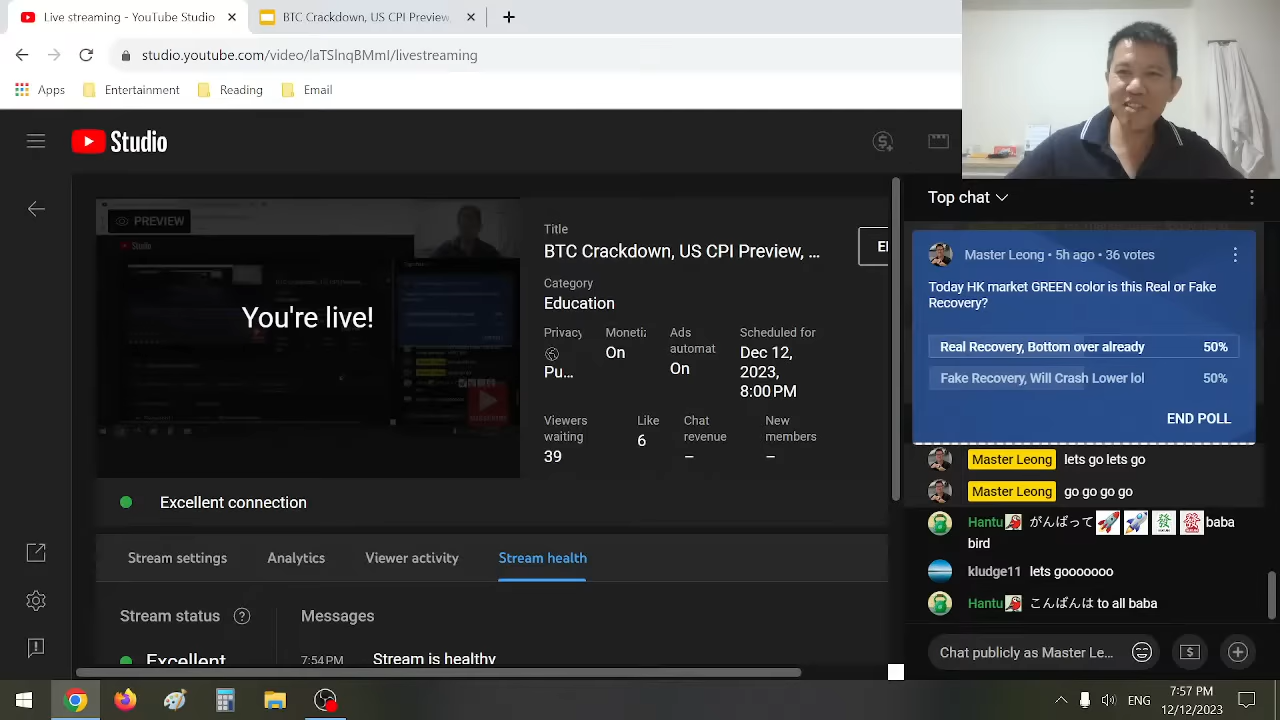 Live streaming - YouTube Studio
BTC Crackdown, US CPI Preview,
studio.youtube.com/video/laTSlnqBMmI/livestreaming
Apps
Entertainment
Reading
Email
Studio
PREVIEW
You're live!
Title
BTC Crackdown, US CPI Preview, ...
Category
Education
Privacy
Pu...
Moneti:
On
Ads
automat
On
Scheduled for
Dec 12,
2023,
8:00 PM
Viewers
waiting
39
Like
6
Chat
revenue
–
New
members
–
Excellent connection
Stream settings
Analytics
Viewer activity
Stream health
Stream status
Messages
Excellent
7:54 PM
Stream is healthy
Top chat
Master Leong • 5h ago • 36 votes
Today HK market GREEN color is this Real or Fake
Recovery?
Real Recovery, Bottom over already 50%
Fake Recovery, Will Crash Lower lol 50%
END POLL
Master Leong lets go lets go
Master Leong go go go go
Hantu がんばって baba
bird
kludge11 lets gooooooo
Hantu こんばんは to all baba
Chat publicly as Master Le...
ENG
7:57 PM
12/12/2023